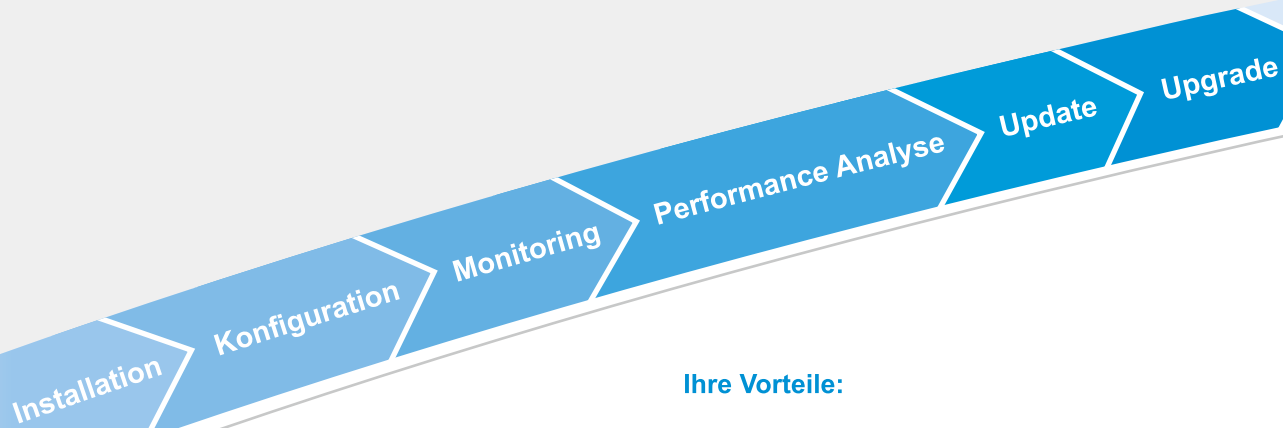 Installation
Konfiguration
Monitoring
Performance Analyse
Update
Upgrade
Ihre Vorteile: